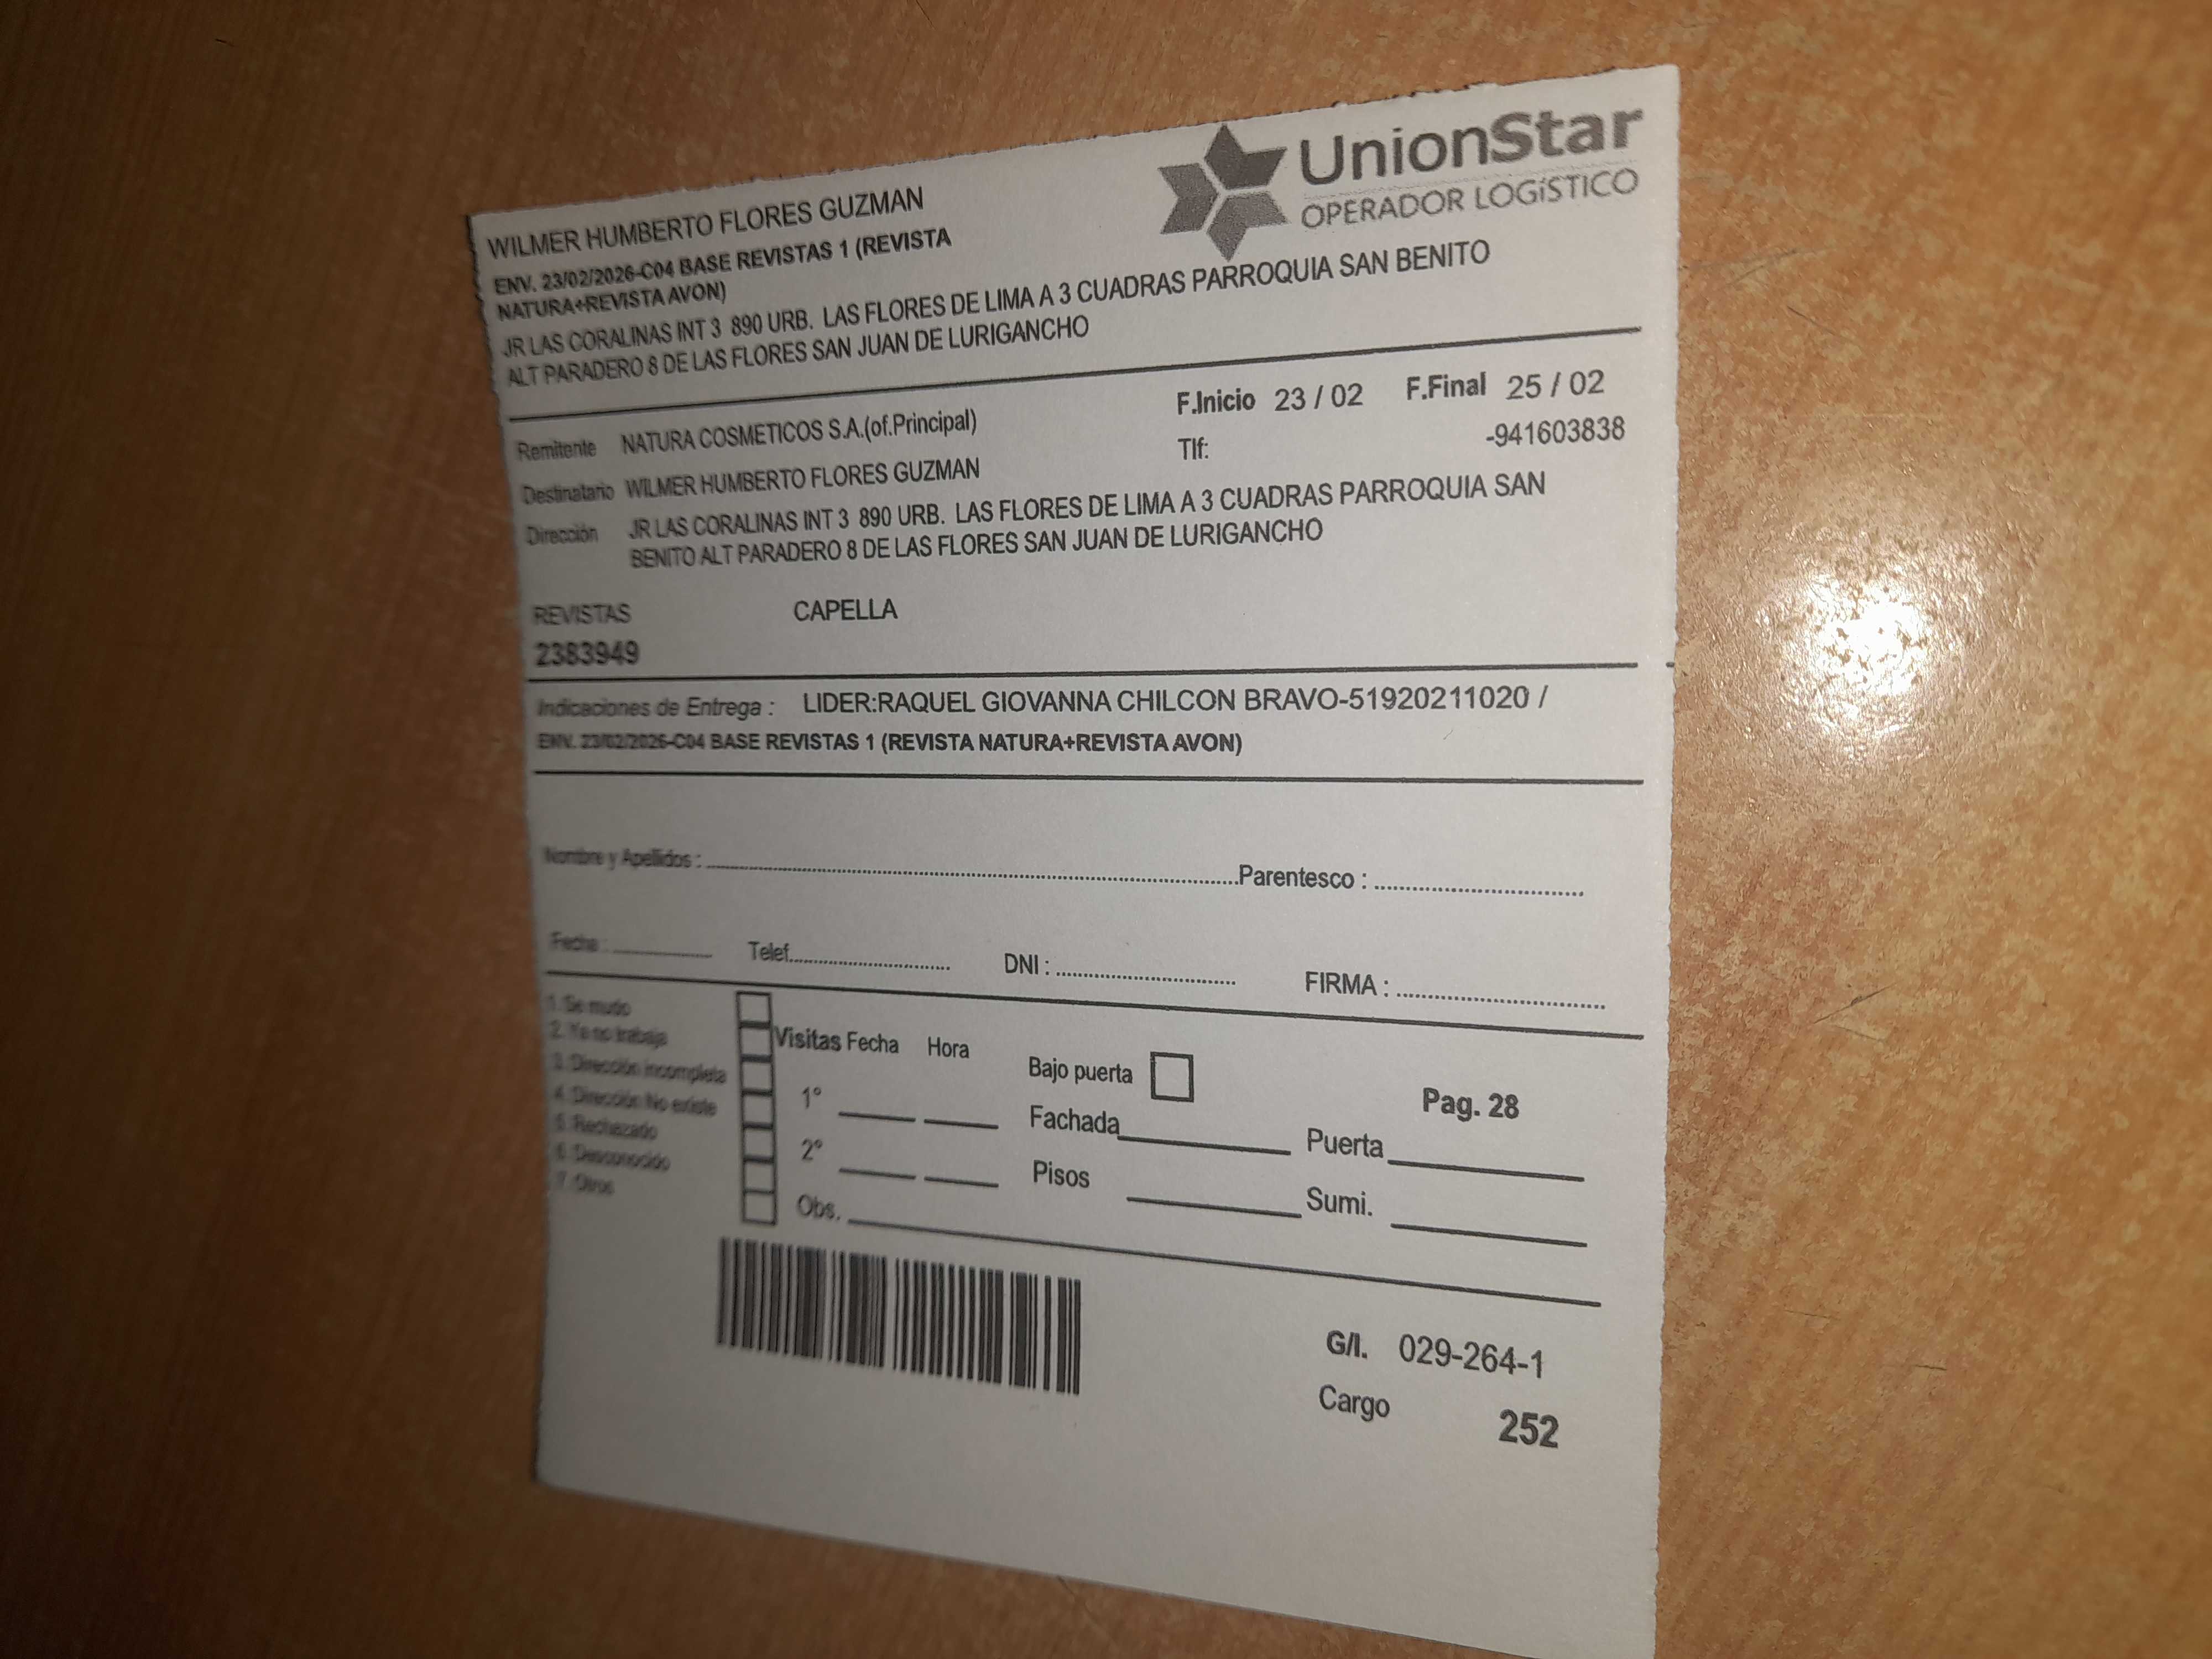 UnionStar
OPERADOR LOGíSTICO
WILMER HUMBERTO FLORES GUZMAN
ENV. 23/02/2026-C04 BASE REVISTAS 1 (REVISTA
NATURA+REVISTA AVON)
JR LAS CORALINAS INT 3 890 URB. LAS FLORES DE LIMA A 3 CUADRAS PARROQUIA SAN BENITO
ALT PARADERO 8 DE LAS FLORES SAN JUAN DE LURIGANCHO
F.Inicio 23 / 02 F.Final 25 / 02
Remitente NATURA COSMETICOS S.A.(of.Principal) Tlf: -941603838
Destinatario WILMER HUMBERTO FLORES GUZMAN
Dirección JR LAS CORALINAS INT 3 890 URB. LAS FLORES DE LIMA A 3 CUADRAS PARROQUIA SAN
BENITO ALT PARADERO 8 DE LAS FLORES SAN JUAN DE LURIGANCHO
REVISTAS CAPELLA
2383949
Indicaciones de Entrega : LIDER:RAQUEL GIOVANNA CHILCON BRAVO-51920211020 /
ENV. 23/02/2026-C04 BASE REVISTAS 1 (REVISTA NATURA+REVISTA AVON)
Nombre y Apellidos : Parentesco :
Fecha : Telef. DNI : FIRMA :
1. Se mudo
2. Ya no trabaja
3. Dirección incompleta
4. Dirección No existe
5. Rechazado
6. Desconocido
7. Otros
Visitas Fecha Hora
1°
2°
Obs.
Bajo puerta
Fachada Puerta
Pisos Sumi.
Pag. 28
G/I. 029-264-1
Cargo 252